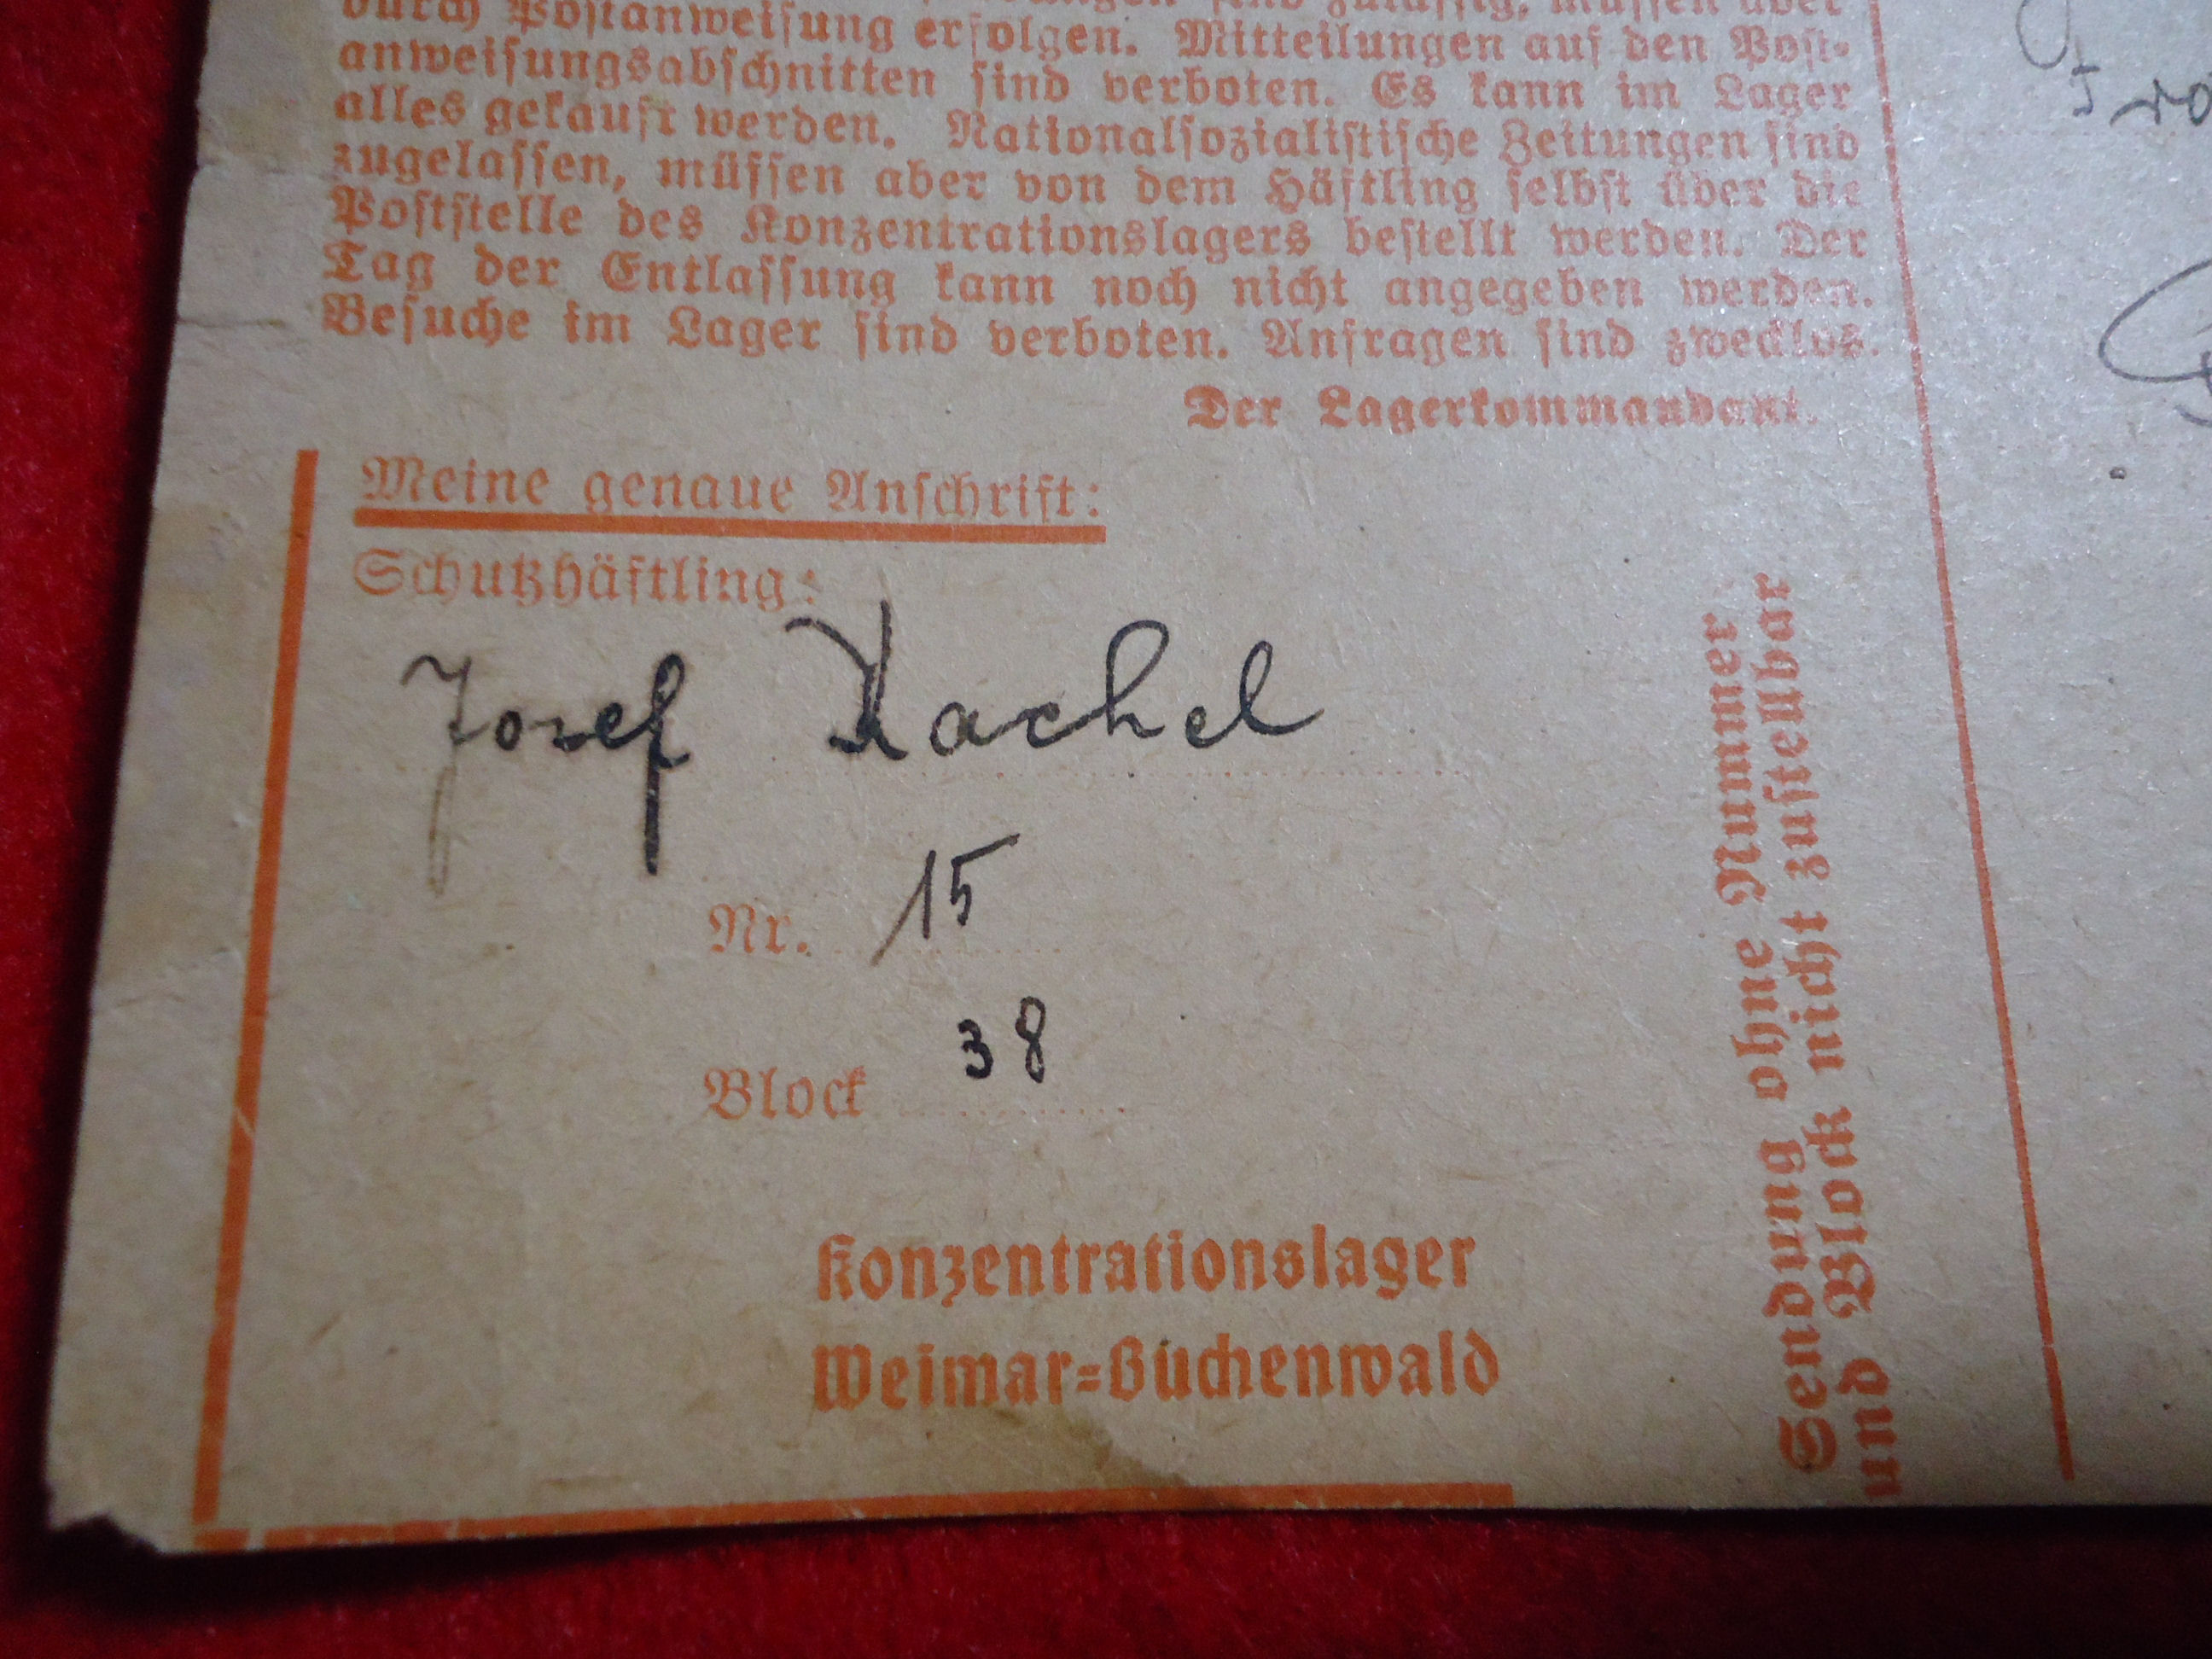 durch Postanweisung erfolgen. Mitteilungen auf den Post-
anweisungsabschnitten sind verboten. Es kann im Lager
alles gekauft werden. Nationalsozialistische Zeitungen sind
zugelassen, müssen aber von dem Häftling selbst über die
Poststelle des Konzentrationslagers bestellt werden. Der
Tag der Entlassung kann noch nicht angegeben werden.
Besuche im Lager sind verboten. Anfragen sind zwecklos.
Der Lagerkommandant.
Meine genaue Anschrift:
Schutzhäftling:
Josef Rachel
Nr. 15
Block 38
Konzentrationslager
Weimar=Buchenwald
Sendung ohne Nummer
und Block nicht zustellbar